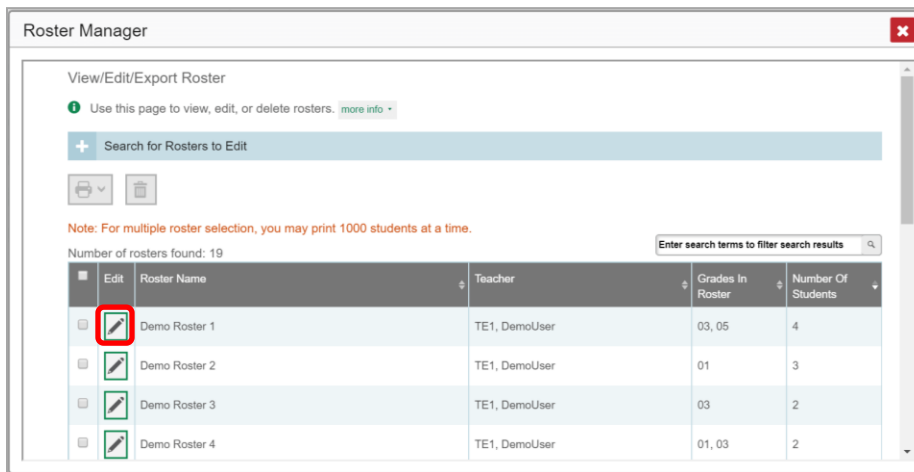 Roster Manager
View/Edit/Export Roster
Use this page to view, edit, or delete rosters. more info
Search for Rosters to Edit
Note: For multiple roster selection, you may print 1000 students at a time.
Number of rosters found: 19
Enter search terms to filter search results
Edit Roster Name Teacher Grades In Roster Number Of Students
Demo Roster 1 TE1, DemoUser 03, 05 4
Demo Roster 2 TE1, DemoUser 01 3
Demo Roster 3 TE1, DemoUser 03 2
Demo Roster 4 TE1, DemoUser 01, 03 2